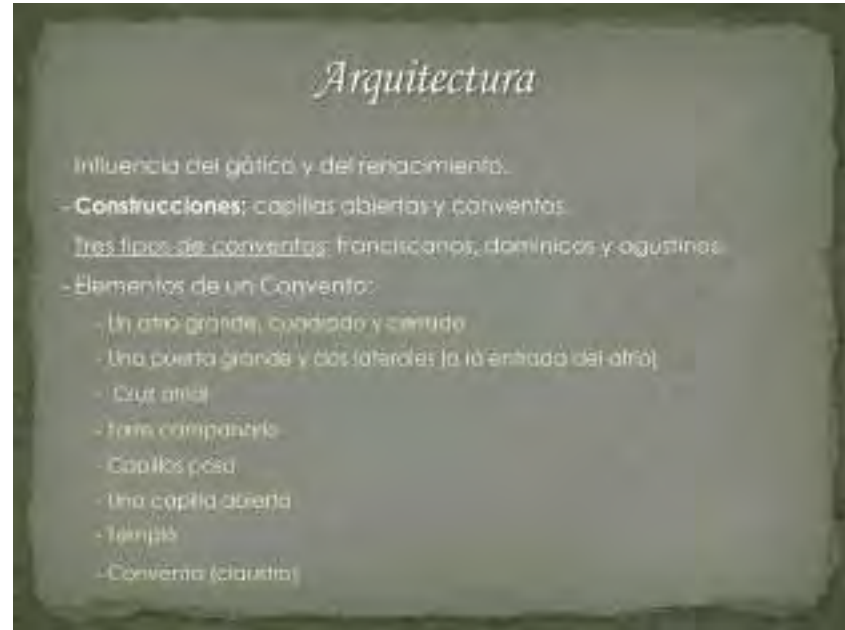 Arquitectura
Influencia del gótico y del renacimiento.
- Construcciones: capillas abiertas y conventos.
Tres tipos de conventos: franciscanos, dominicos y agustinos.
- Elementos de un Convento:
- Un atrio grande, cuadrado y cerrado
- Una puerta grande y dos laterales (a la entrada del atrio)
- Cruz atrial
- Torre campanario
- Capillas posa
- Una capilla abierta
- Templo
- Convento (claustro)